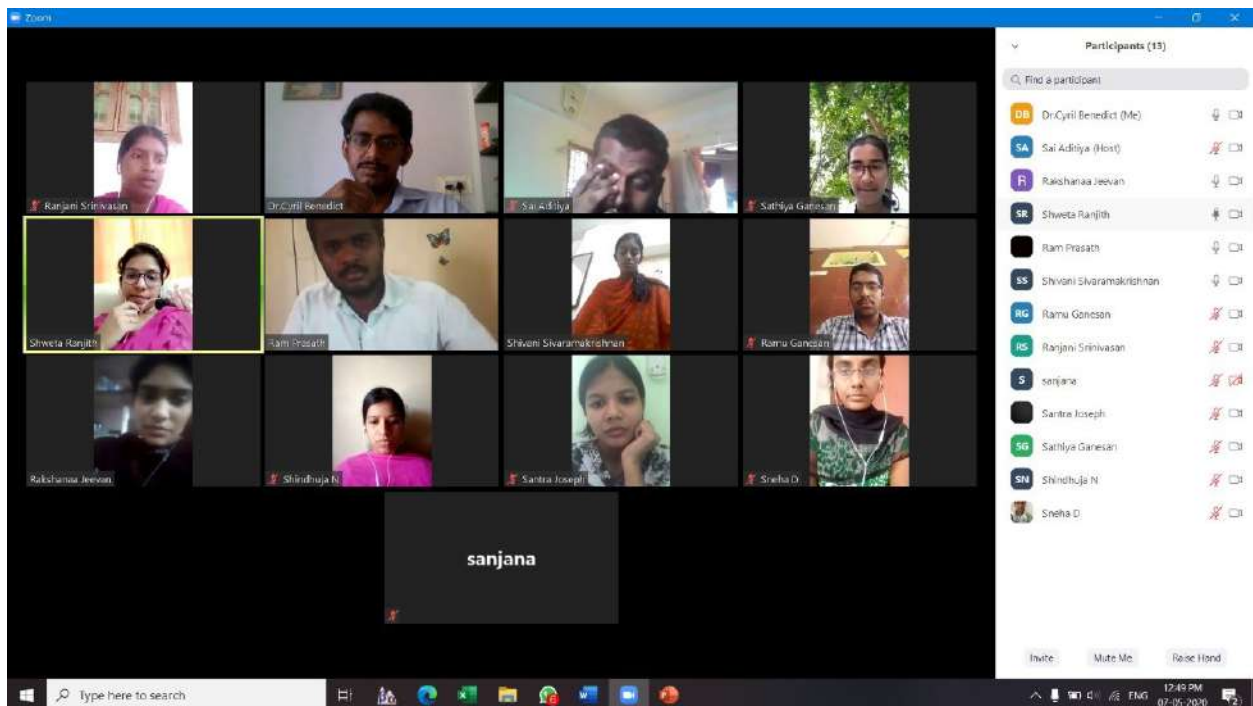 Zoom
Ranjani Srinivasan
Dr.Cyril Benedict
Sai Aditiya
Sathiya Ganesan
Shweta Ranjith
Ram Prasath
Shivani Sivaramakrishnan
Ramu Ganesan
Rakshanaa Jeevan
Shindhuja N
Santra Joseph
Sneha D
sanjana
Participants (13)
Find a participant
DB Dr.Cyril Benedict (Me)
SA Sai Aditiya (Host)
R Rakshanaa Jeevan
SR Shweta Ranjith
Ram Prasath
SS Shivani Sivaramakrishnan
RG Ramu Ganesan
RS Ranjani Srinivasan
S sanjana
Santra Joseph
SG Sathiya Ganesan
SN Shindhuja N
Sneha D
Invite Mute Me Raise Hand
Type here to search
ENG
12:49 PM
07-05-2020